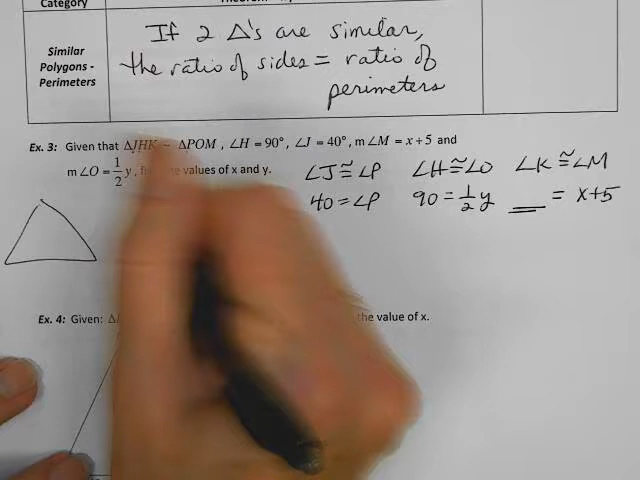 Category
If 2 Δ's are similar,
the ratio of sides = ratio of
perimeters
Similar
Polygons -
Perimeters
Ex. 3: Given that ΔJHK ~ ΔPOM , ∠H = 90°, ∠J = 40°, m∠M = x+5 and
m∠O = 1/2 y, values of x and y.
∠J ≅ ∠P ∠H ≅ ∠O ∠K ≅ ∠M
40 = ∠P 90 = 1/2 y __ = x+5
Ex. 4: Given: Δ the value of x.